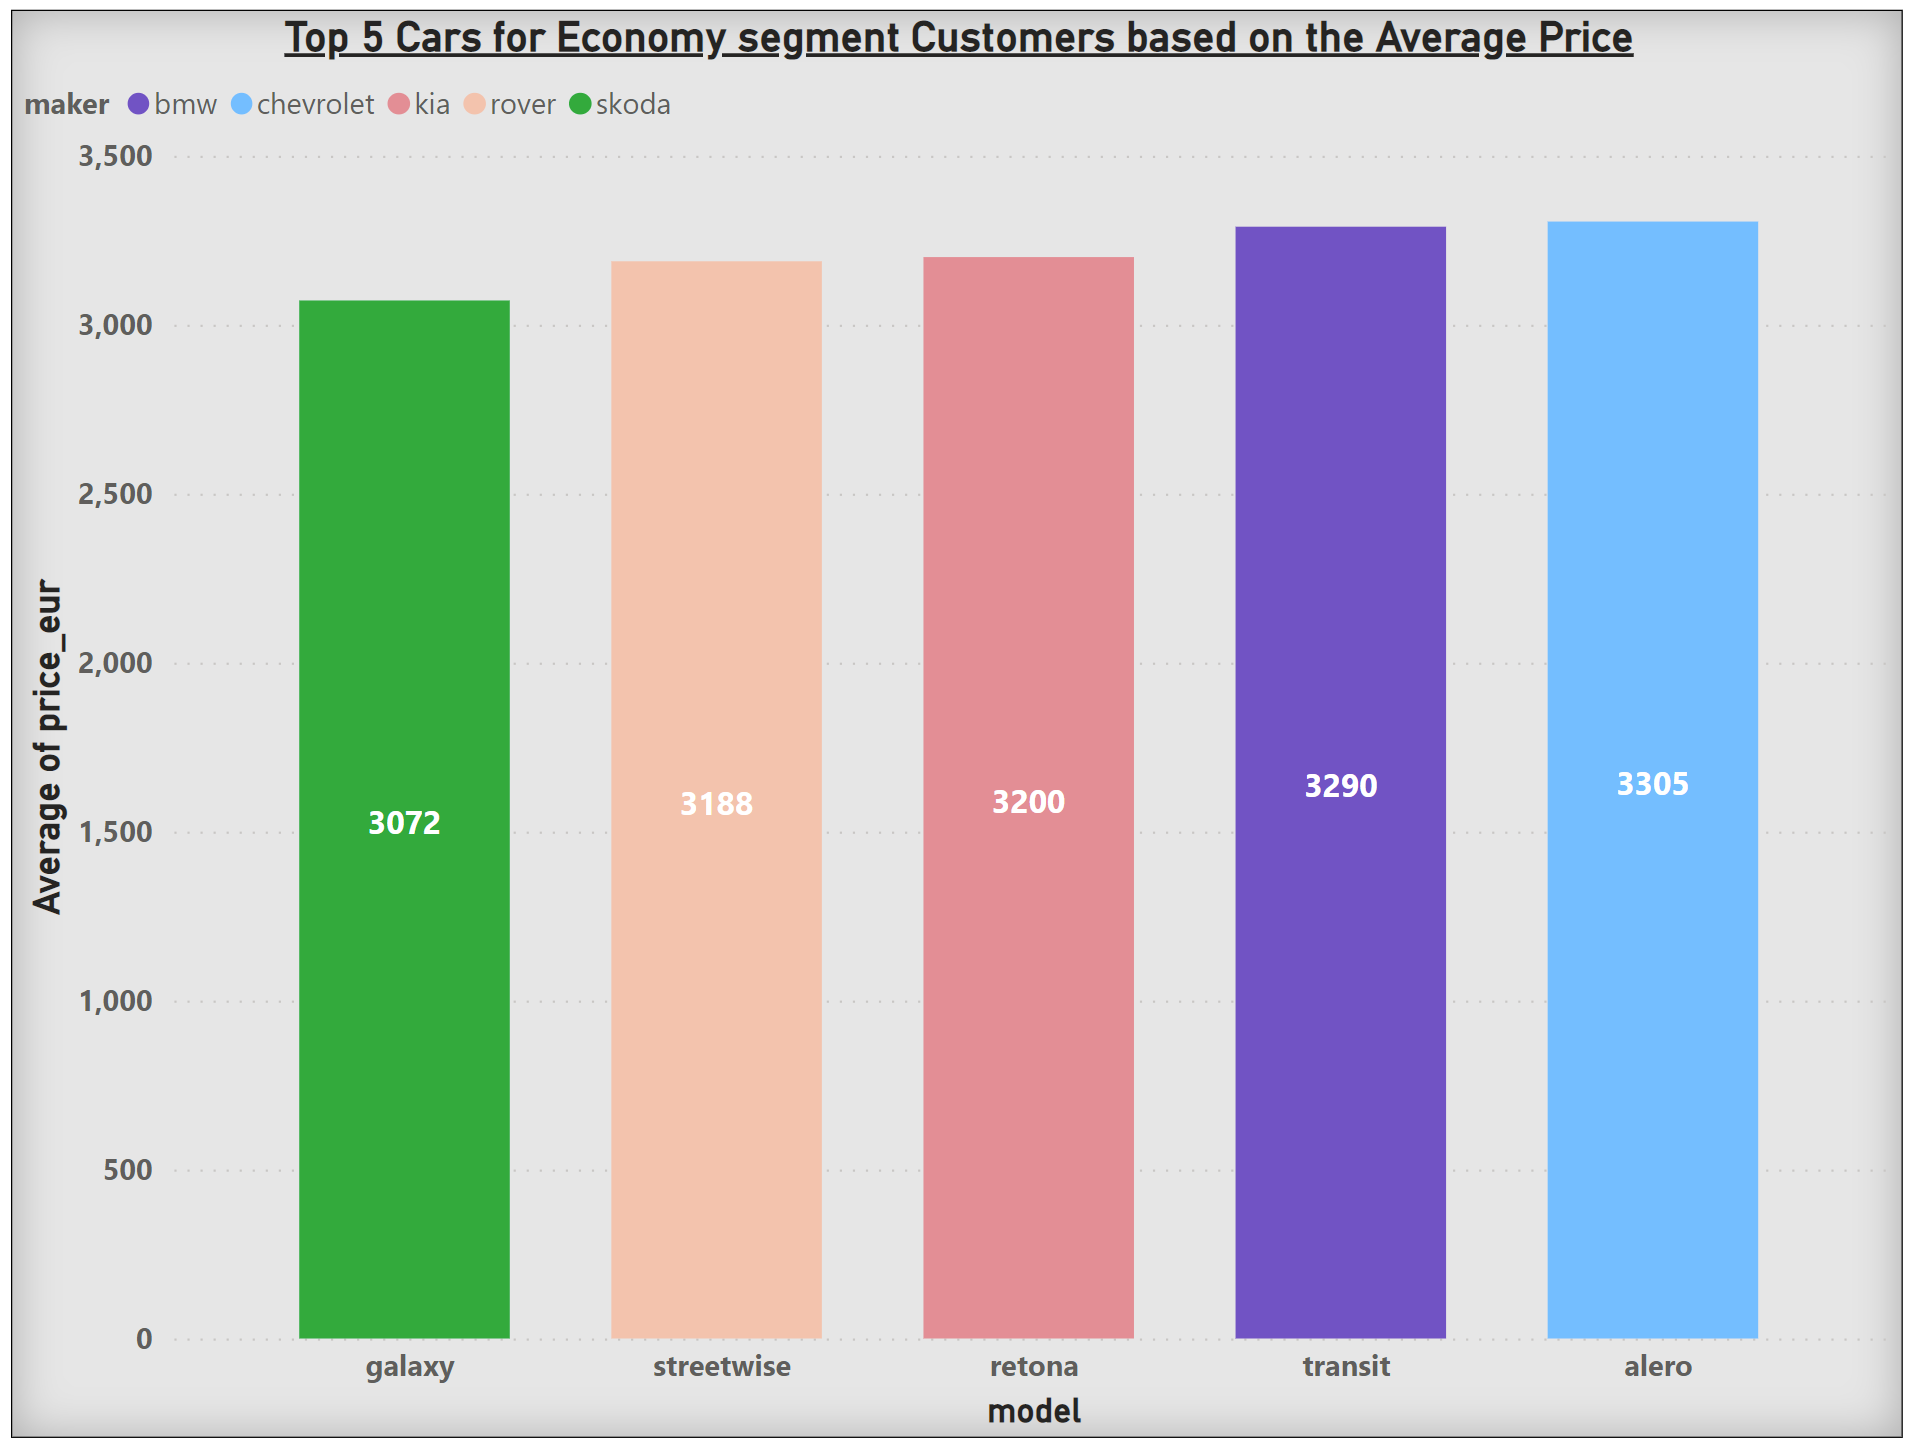 Top 5 Cars for Economy segment Customers based on the Average Price
maker bmw chevrolet kia rover skoda
3,500
3,000
2,500
2,000
1,500
1,000
500
0
Average of price_eur
3072
3188
3200
3290
3305
galaxy streetwise retona transit alero
model